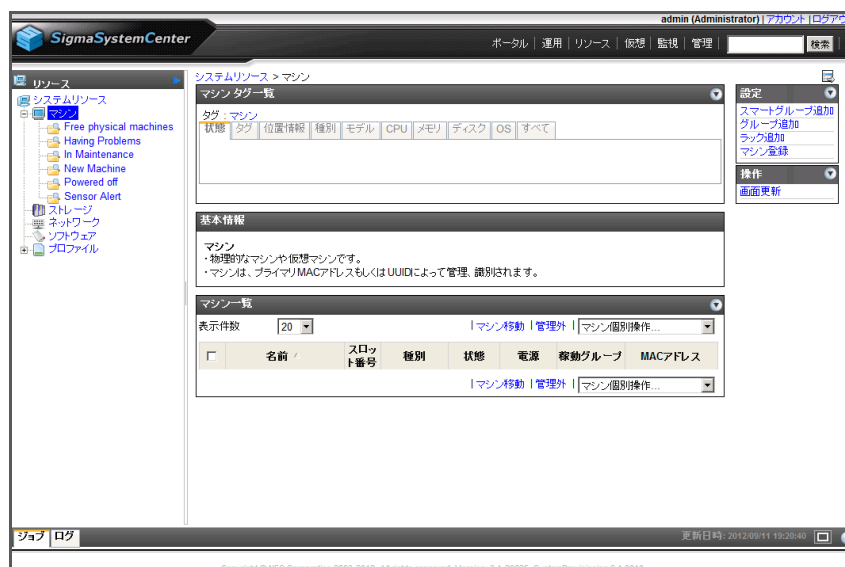 admin (Administrator) | アカウント | ログアウ
SigmaSystemCenter
ポータル | 運用 | リソース | 仮想 | 監視 | 管理 | 検索
リソース
システムリソース
マシン
Free physical machines
Having Problems
In Maintenance
New Machine
Powered off
Sensor Alert
ストレージ
ネットワーク
ソフトウェア
プロファイル
システムリソース > マシン
マシン タグ一覧
タグ : マシン
状態 タグ 位置情報 種別 モデル CPU メモリ ディスク OS すべて
基本情報
マシン
・物理的なマシンや仮想マシンです。
・マシンは、プライマリMACアドレスもしくはUUIDによって管理、識別されます。
マシン一覧
表示件数 20 | マシン移動 | 管理外 | マシン個別操作...
名前 スロット番号 種別 状態 電源 稼動グループ MACアドレス
| マシン移動 | 管理外 | マシン個別操作...
設定
スマートグループ追加
グループ追加
ラック追加
マシン登録
操作
画面更新
ジョブ ログ
更新日時: 2012/09/11 19:20:40